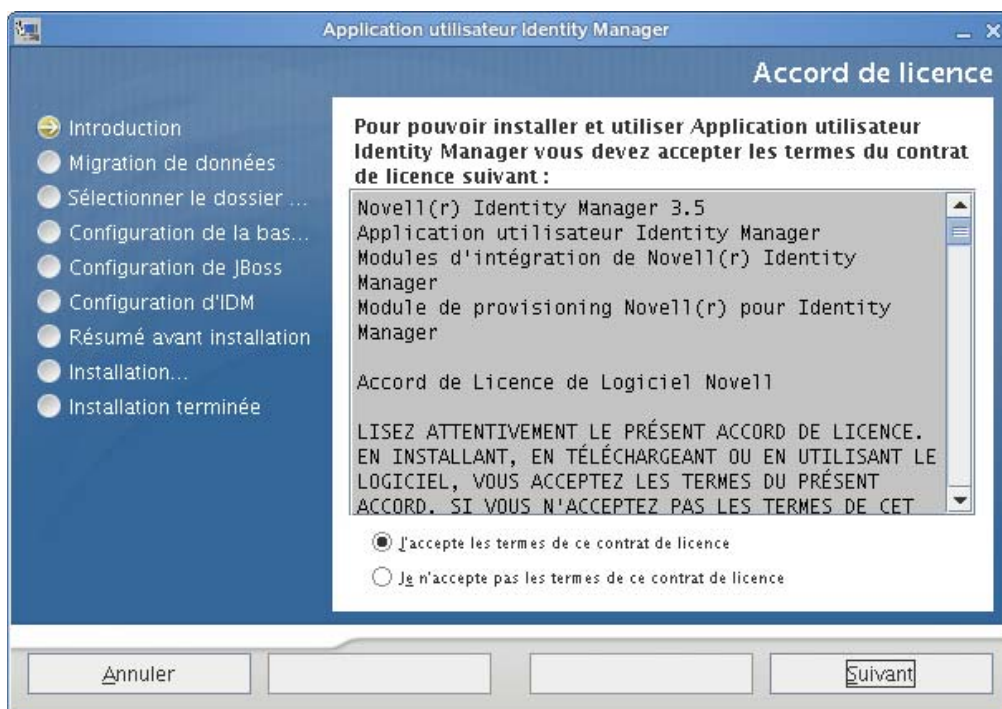 Application utilisateur Identity Manager
Accord de licence
Introduction
Migration de données
Sélectionner le dossier ...
Configuration de la bas...
Configuration de JBoss
Configuration d'IDM
Résumé avant installation
Installation...
Installation terminée
Pour pouvoir installer et utiliser Application utilisateur
Identity Manager vous devez accepter les termes du contrat
de licence suivant :
Novell(r) Identity Manager 3.5
Application utilisateur Identity Manager
Modules d'intégration de Novell(r) Identity
Manager
Module de provisioning Novell(r) pour Identity
Manager
Accord de Licence de Logiciel Novell
LISEZ ATTENTIVEMENT LE PRÉSENT ACCORD DE LICENCE.
EN INSTALLANT, EN TÉLÉCHARGEANT OU EN UTILISANT LE
LOGICIEL, VOUS ACCEPTEZ LES TERMES DU PRÉSENT
ACCORD. SI VOUS N'ACCEPTEZ PAS LES TERMES DE CET
J'accepte les termes de ce contrat de licence
Je n'accepte pas les termes de ce contrat de licence
Annuler
Suivant